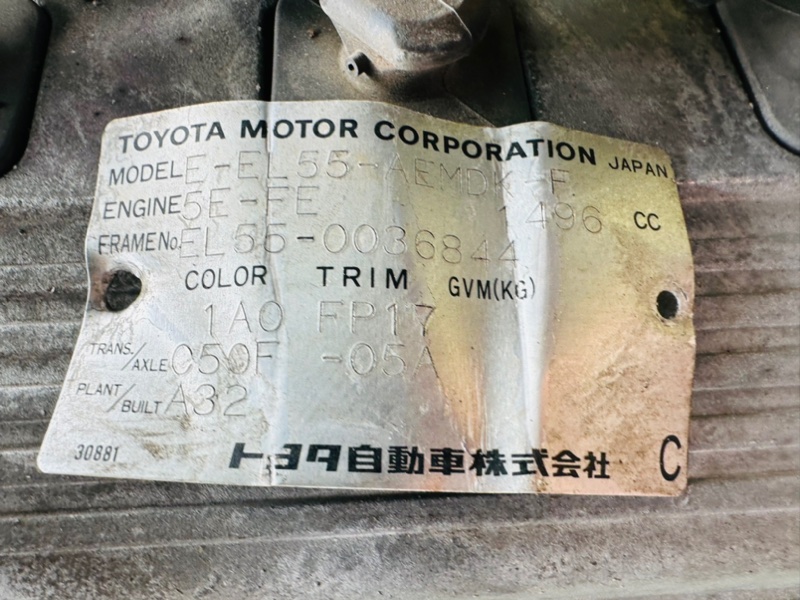 TOYOTA MOTOR CORPORATION JAPAN
MODEL E-EL55-AEMDK-F
ENGINE 5E-FE 1496 CC
FRAME No. EL55-0036844
COLOR TRIM GVM(KG)
1A0 FP17
TRANS./AXLE C50F -05A
PLANT/BUILT A32
30881 トヨタ自動車株式会社 C